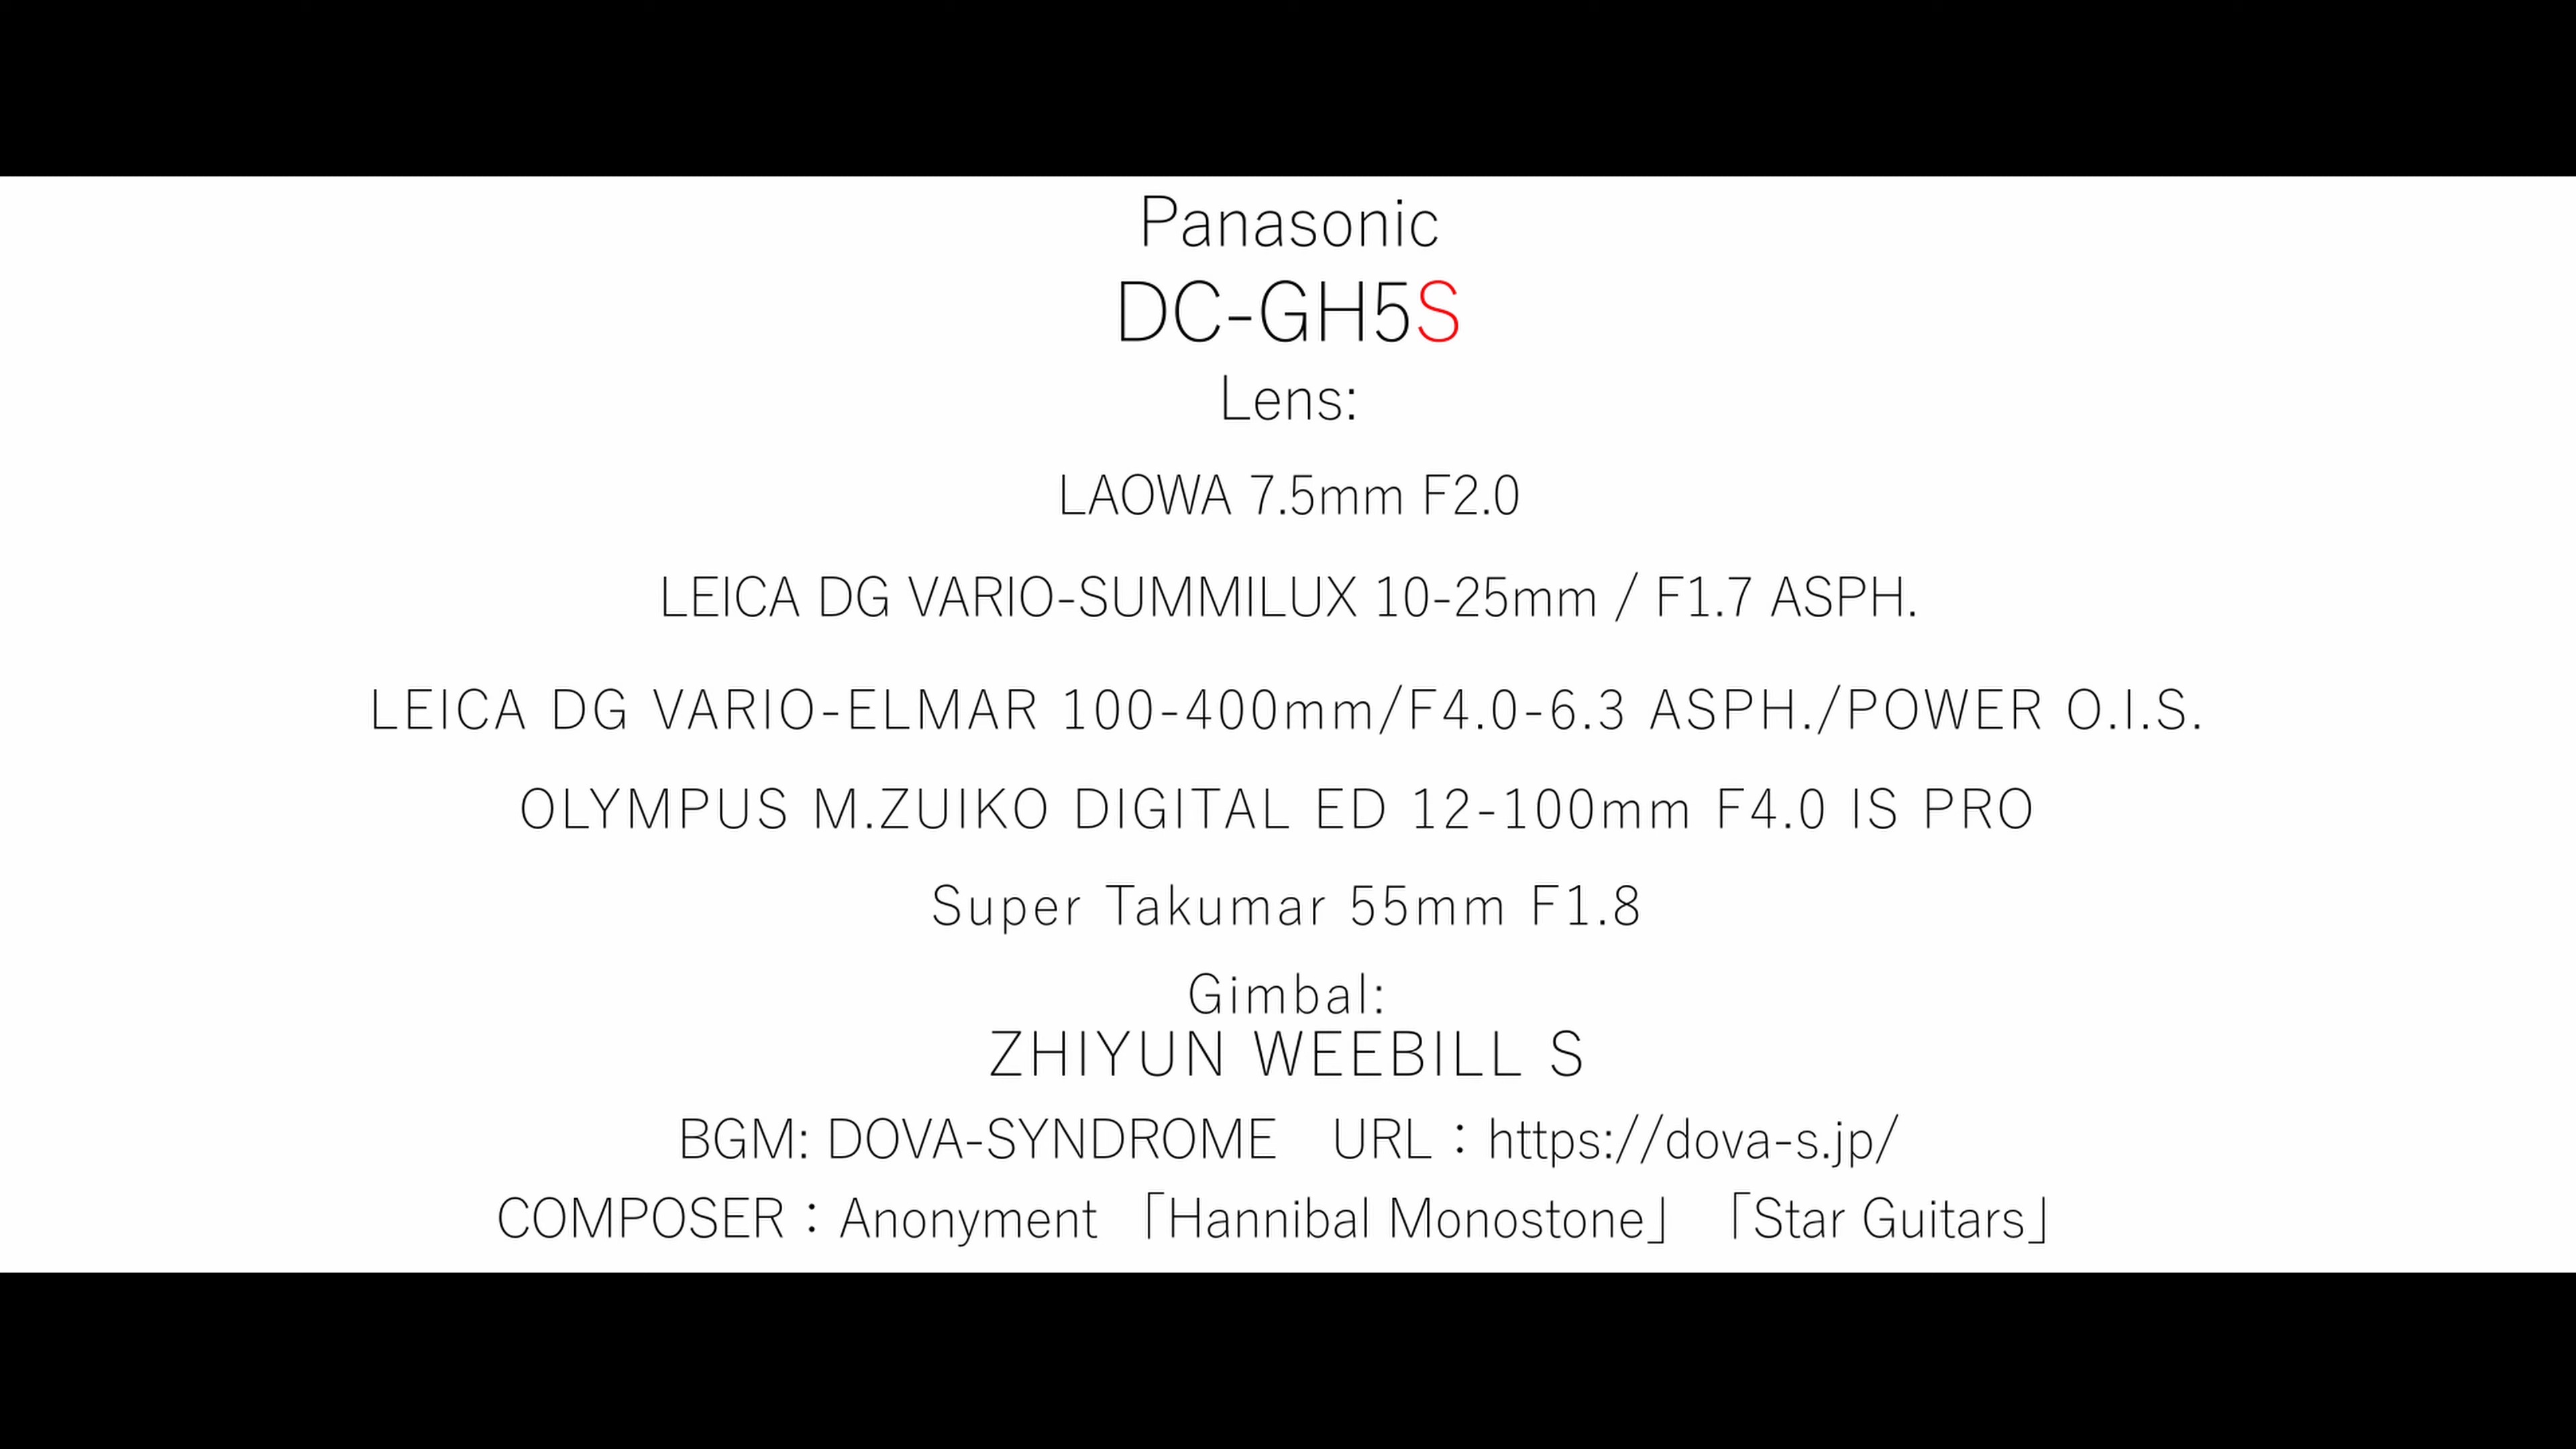 Panasonic
DC-GH5S
Lens:
LAOWA 7.5mm F2.0
LEICA DG VARIO-SUMMILUX 10-25mm / F1.7 ASPH.
LEICA DG VARIO-ELMAR 100-400mm/F4.0-6.3 ASPH./POWER O.I.S.
OLYMPUS M.ZUIKO DIGITAL ED 12-100mm F4.0 IS PRO
Super Takumar 55mm F1.8
Gimbal:
ZHIYUN WEEBILL S
BGM: DOVA-SYNDROME　URL：https://dova-s.jp/
COMPOSER：Anonyment 「Hannibal Monostone」 「Star Guitars」